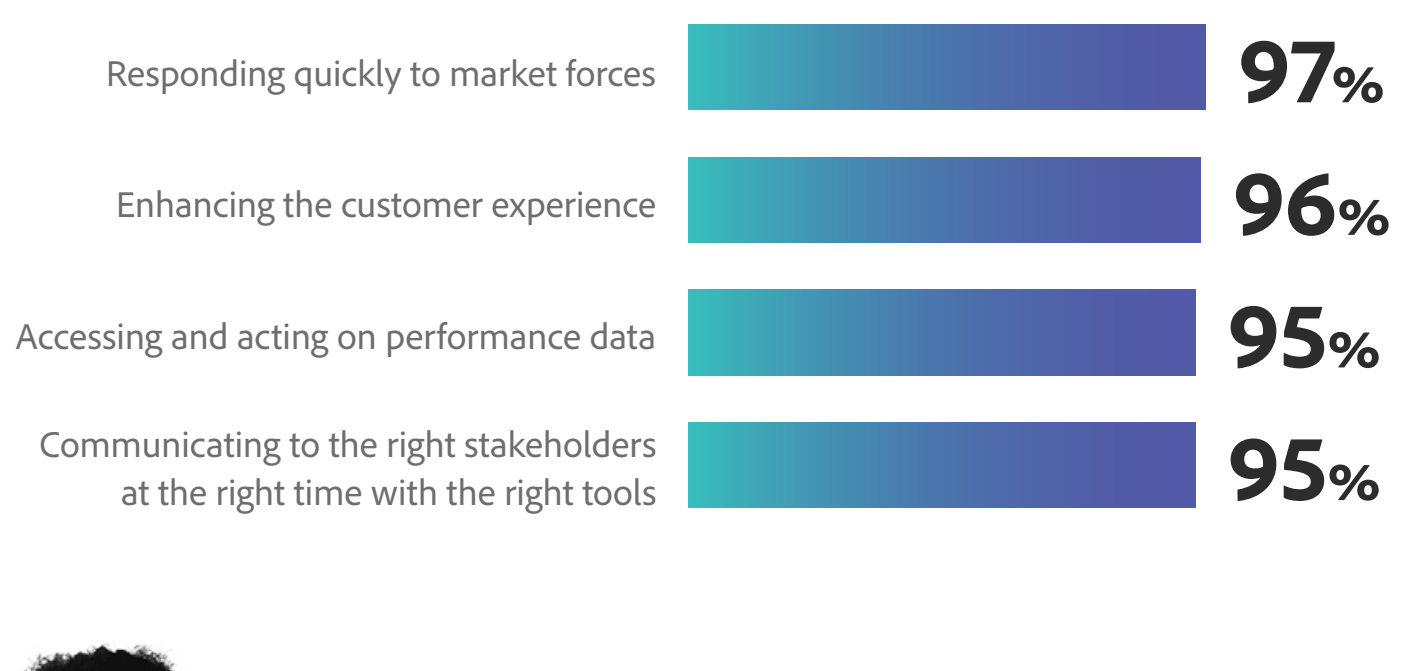 Responding quickly to market forces 97%
Enhancing the customer experience 96%
Accessing and acting on performance data 95%
Communicating to the right stakeholders
at the right time with the right tools 95%